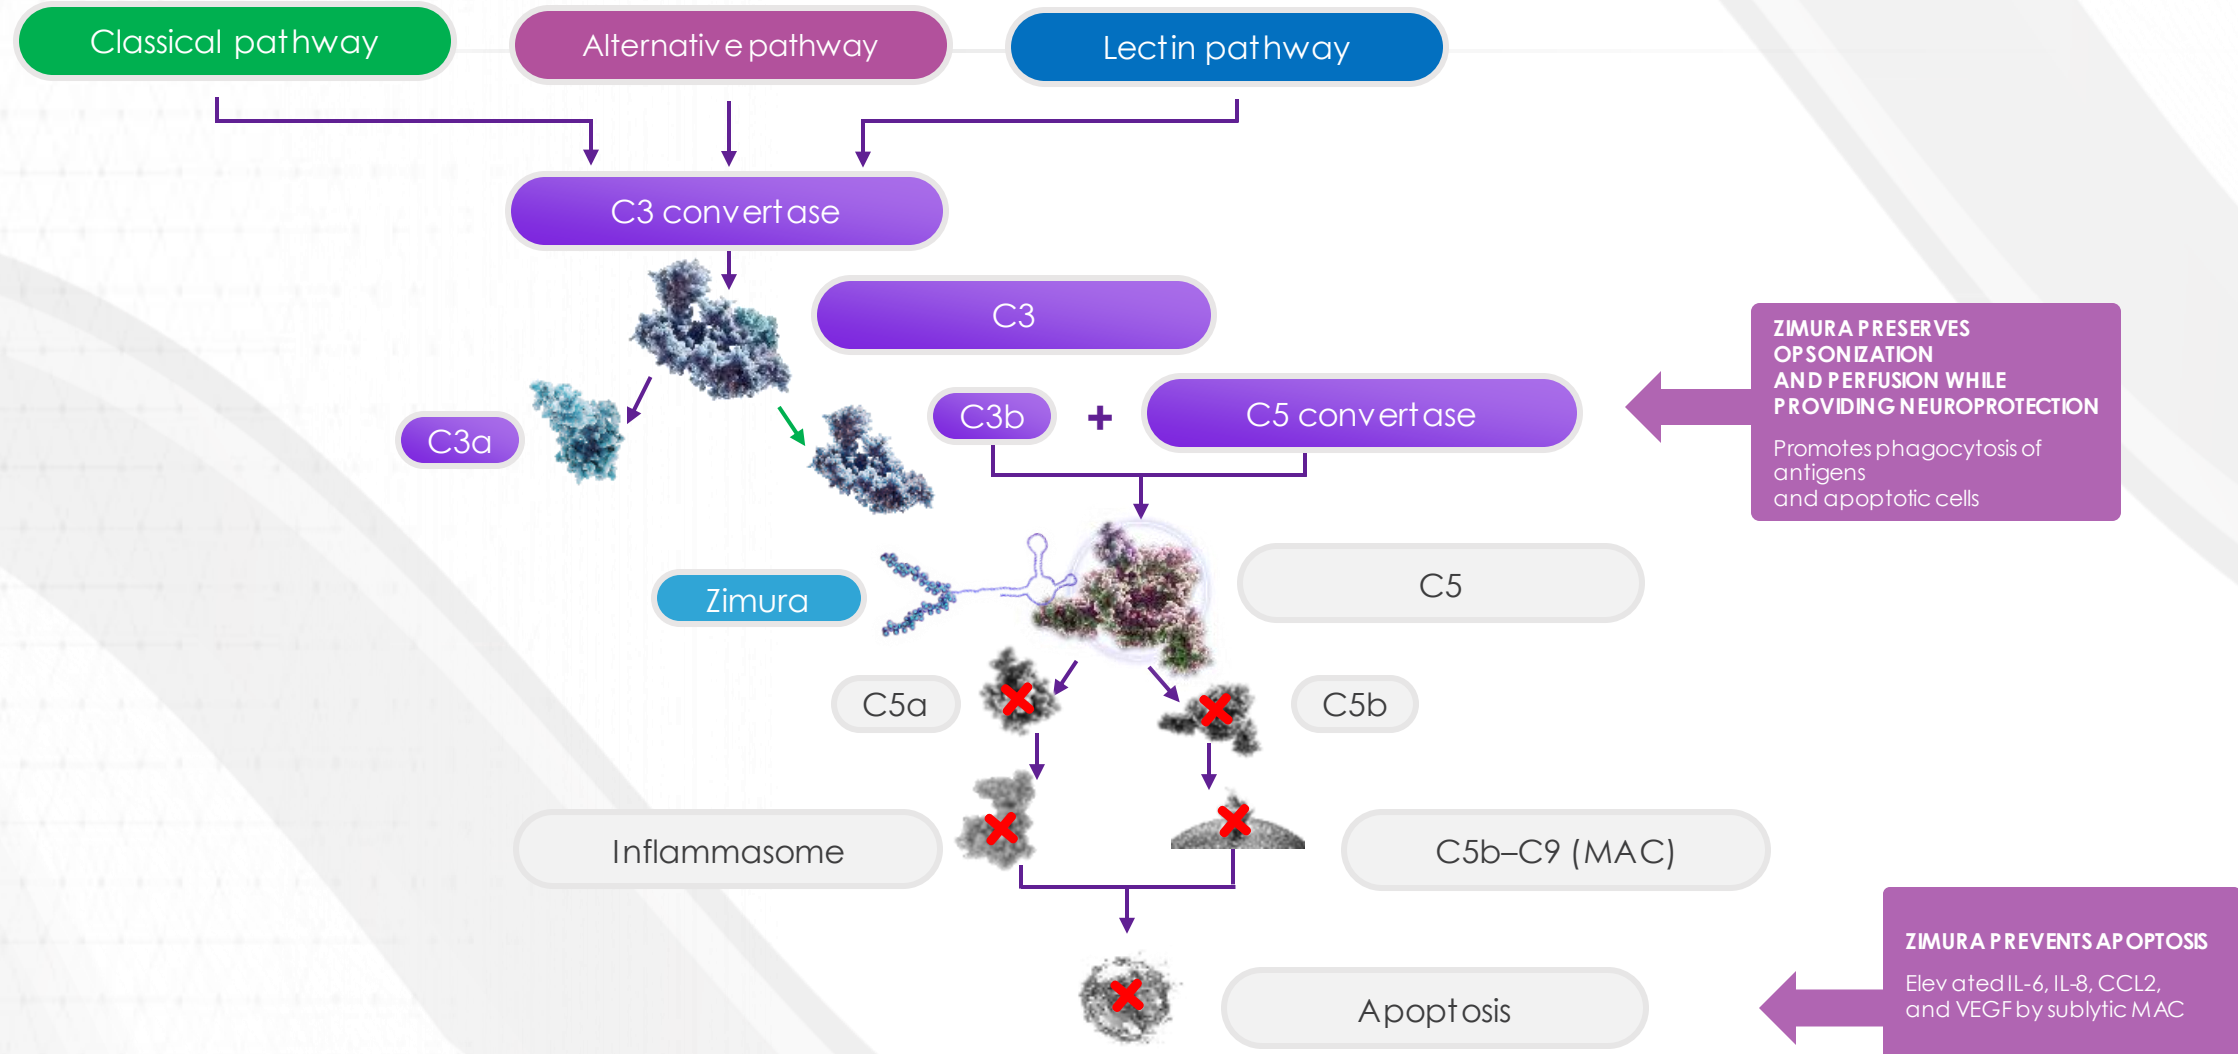 Classical pathway
Alternative pathway
Lectin pathway
C3 convertase
C3
C3a
C3b
+
C5 convertase
ZIMURA PRESERVES
OPSONIZATION
AND PERFUSION WHILE
PROVIDING NEUROPROTECTION
Promotes phagocytosis of
antigens
and apoptotic cells
Zimura
C5
C5a
C5b
Inflammasome
C5b–C9 (MAC)
Apoptosis
ZIMURA PREVENTS APOPTOSIS
Elevated IL-6, IL-8, CCL2,
and VEGF by sublytic MAC